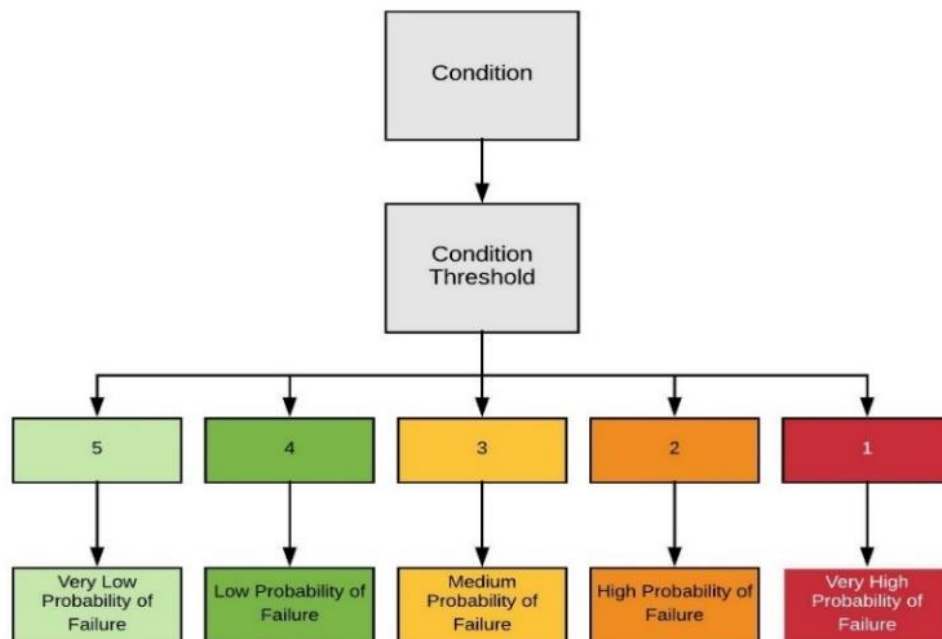 Condition
Condition
Threshold
5
4
3
2
1
Very Low
Probability of
Failure
Low Probability of
Failure
Medium
Probability of
Failure
High Probability of
Failure
Very High
Probability of
Failure